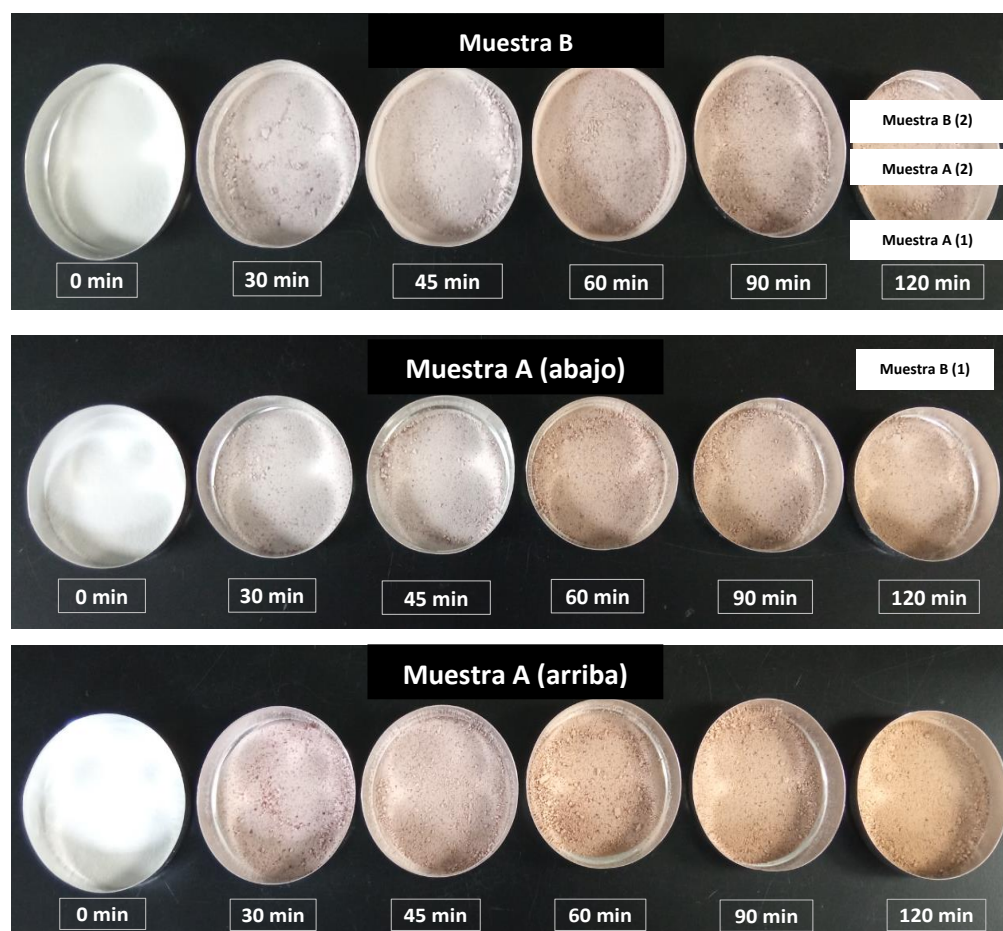 Muestra B
Muestra B (2)
Muestra A (2)
Muestra A (1)
0 min
30 min
45 min
60 min
90 min
120 min
Muestra A (abajo)
Muestra B (1)
0 min
30 min
45 min
60 min
90 min
120 min
Muestra A (arriba)
0 min
30 min
45 min
60 min
90 min
120 min